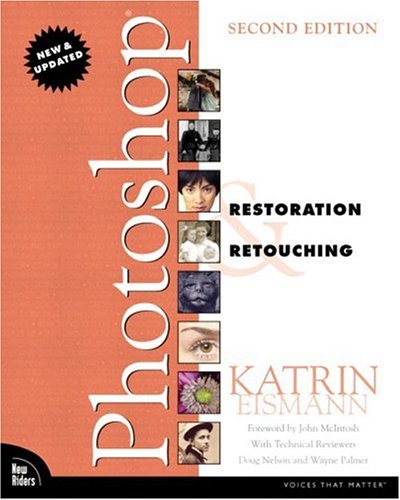 SECOND EDITION
NEW &
UPDATED
Photoshop®
&
RESTORATION
RETOUCHING
KATRIN
EISMANN
Foreword by John McIntosh
With Technical Reviewers
Doug Nelson and Wayne Palmer
New
Riders
VOICES THAT MATTER™